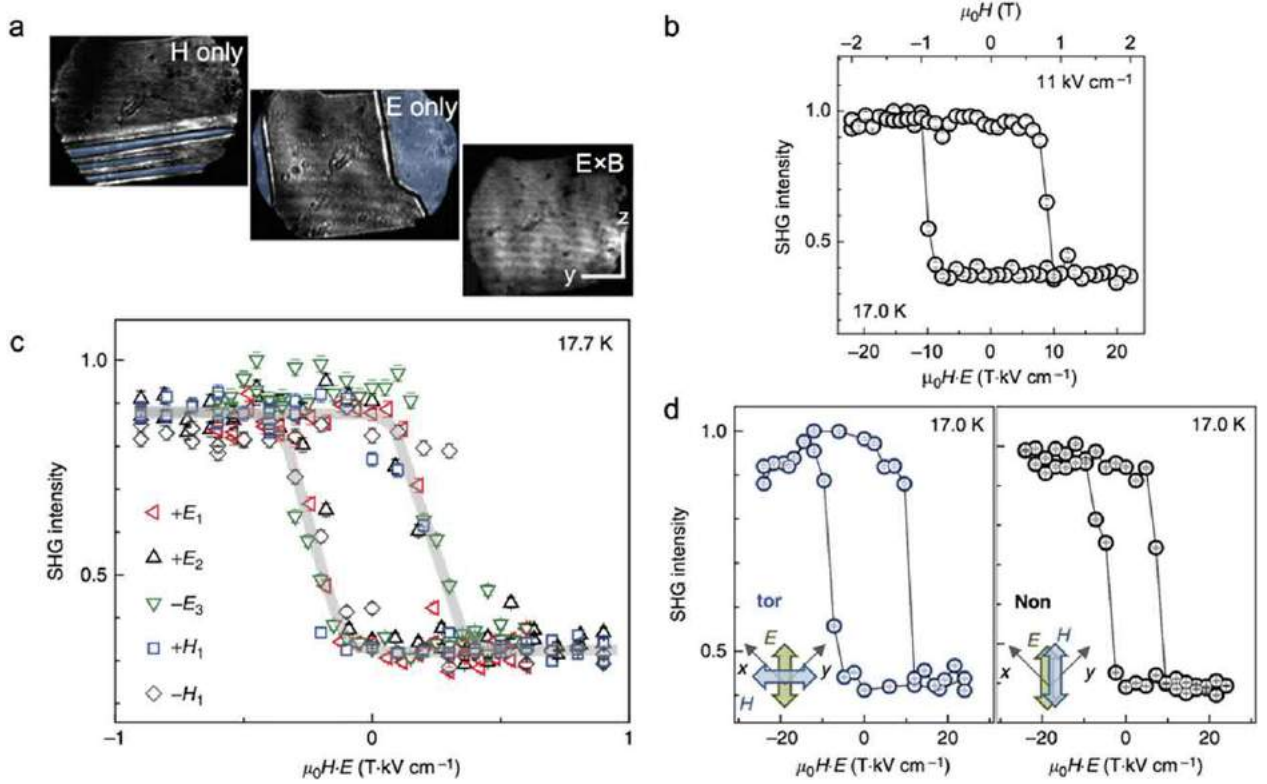 a
H only
E only
E×B
z
y
b
μ₀H (T)
−2 −1 0 1 2
11 kV cm⁻¹
1.0
0.5
SHG intensity
17.0 K
−20 −10 0 10 20
μ₀H·E (T·kV cm⁻¹)
c
17.7 K
1.0
0.5
SHG intensity
+E₁
+E₂
−E₃
+H₁
−H₁
−1 0 1
μ₀H·E (T·kV cm⁻¹)
d
17.0 K
17.0 K
1.0
0.5
SHG intensity
tor
E
x
y
H
Non
E
H
x
y
−20 0 20
−20 0 20
μ₀H·E (T·kV cm⁻¹)
μ₀H·E (T·kV cm⁻¹)